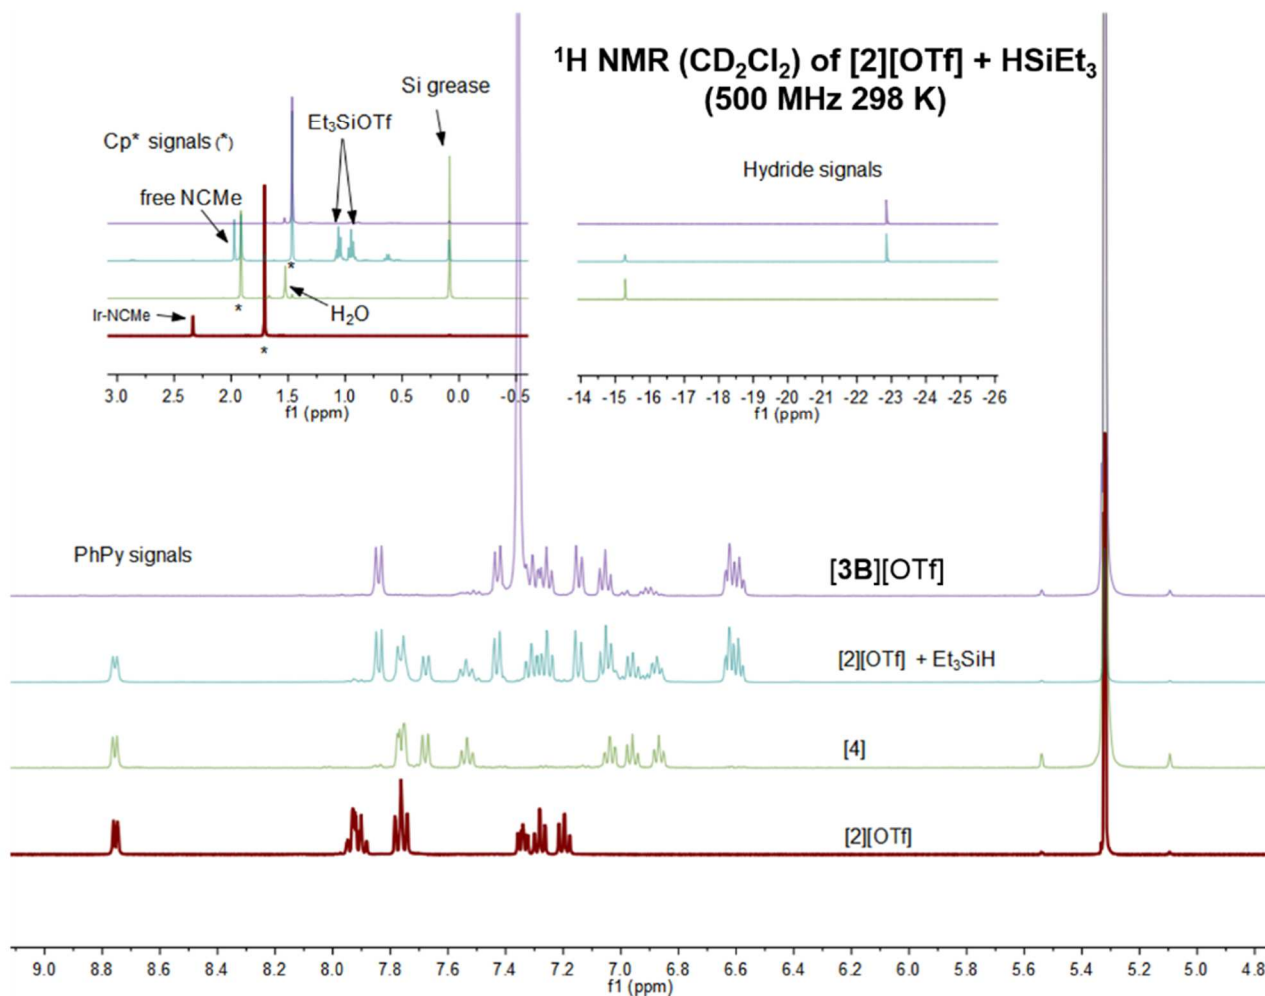 ¹H NMR (CD₂Cl₂) of [2][OTf] + HSiEt₃
(500 MHz 298 K)
Si grease
Et₃SiOTf
Cp* signals (*)
free NCMe
Hydride signals
*
*
H₂O
Ir-NCMe
*
3.0 2.5 2.0 1.5 1.0 0.5 0.0 -0.5
f1 (ppm)
-14 -15 -16 -17 -18 -19 -20 -21 -22 -23 -24 -25 -26
f1 (ppm)
PhPy signals
[3B][OTf]
[2][OTf] + Et₃SiH
[4]
[2][OTf]
9.0 8.8 8.6 8.4 8.2 8.0 7.8 7.6 7.4 7.2 7.0 6.8 6.6 6.4 6.2 6.0 5.8 5.6 5.4 5.2 5.0 4.8
f1 (ppm)